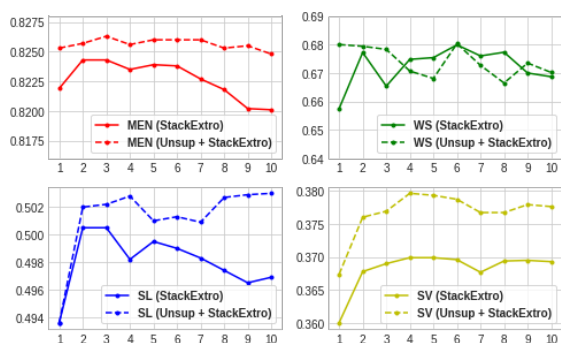 0.8275
0.8250
0.8225
0.8200
0.8175
MEN (StackExtro)
MEN (Unsup + StackExtro)
1 2 3 4 5 6 7 8 9 10
0.69
0.68
0.67
0.66
0.65
0.64
WS (StackExtro)
WS (Unsup + StackExtro)
1 2 3 4 5 6 7 8 9 10
0.502
0.500
0.498
0.496
0.494
SL (StackExtro)
SL (Unsup + StackExtro)
1 2 3 4 5 6 7 8 9 10
0.380
0.375
0.370
0.365
0.360
SV (StackExtro)
SV (Unsup + StackExtro)
1 2 3 4 5 6 7 8 9 10